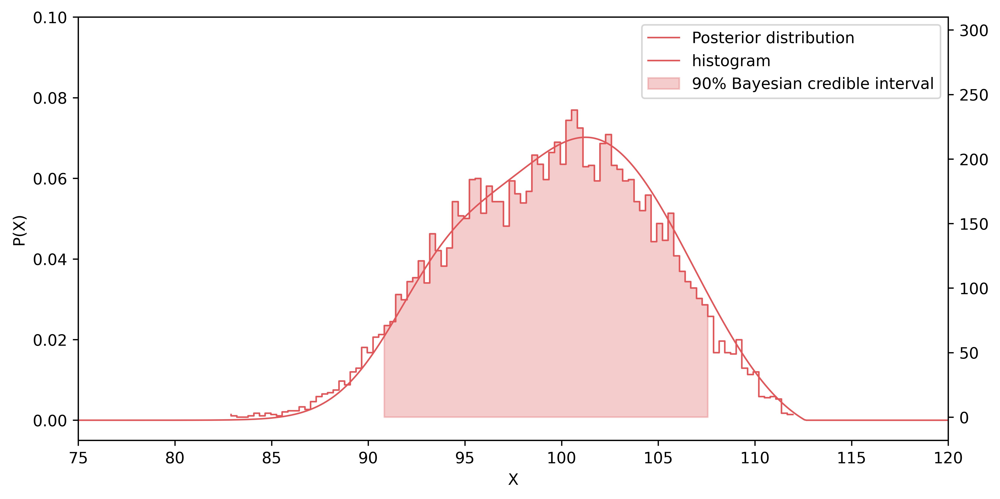 0.10
0.08
0.06
0.04
0.02
0.00
P(X)
Posterior distribution
histogram
90% Bayesian credible interval
300
250
200
150
100
50
0
75 80 85 90 95 100 105 110 115 120
X